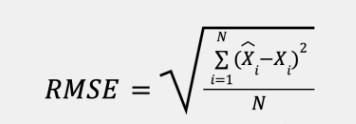 RMSE = √( Σ_{i=1}^{N} (X̂_i – X_i)² / N )